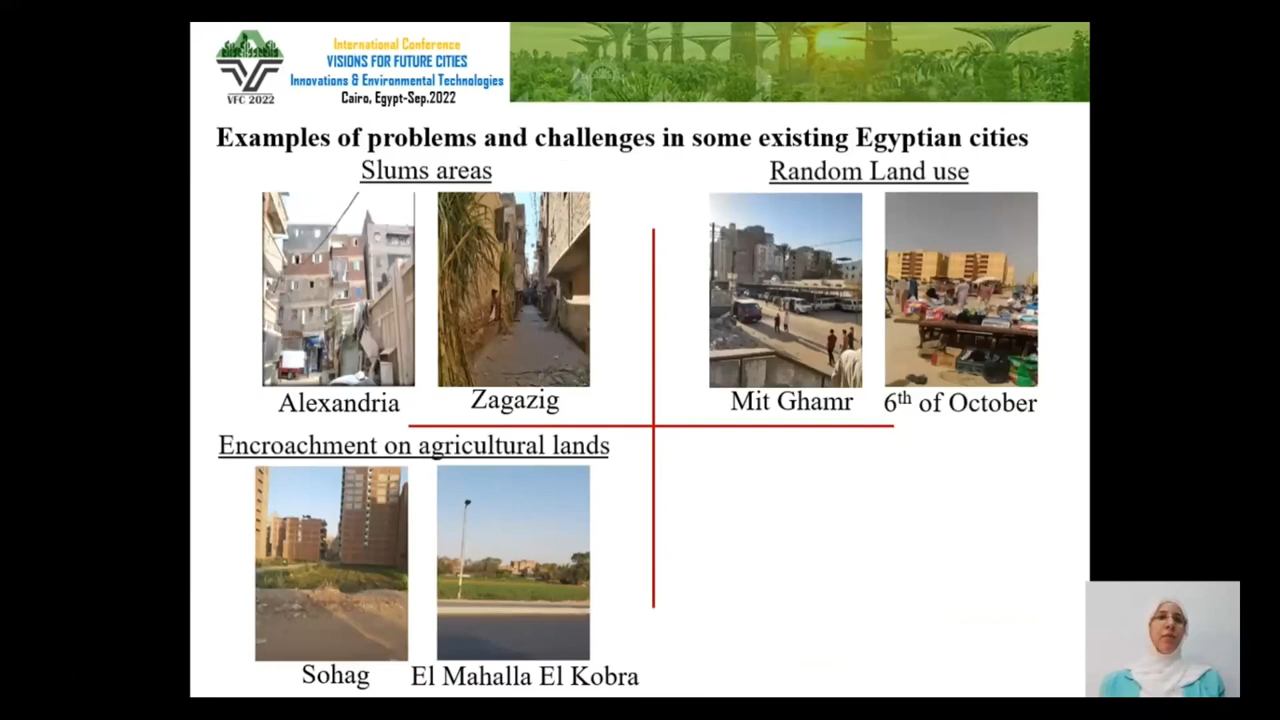 VFC 2022
International Conference
VISIONS FOR FUTURE CITIES
Innovations & Environmental Technologies
Cairo, Egypt-Sep.2022
Examples of problems and challenges in some existing Egyptian cities
Slums areas
Alexandria
Zagazig
Random Land use
Mit Ghamr
6th of October
Encroachment on agricultural lands
Sohag
El Mahalla El Kobra